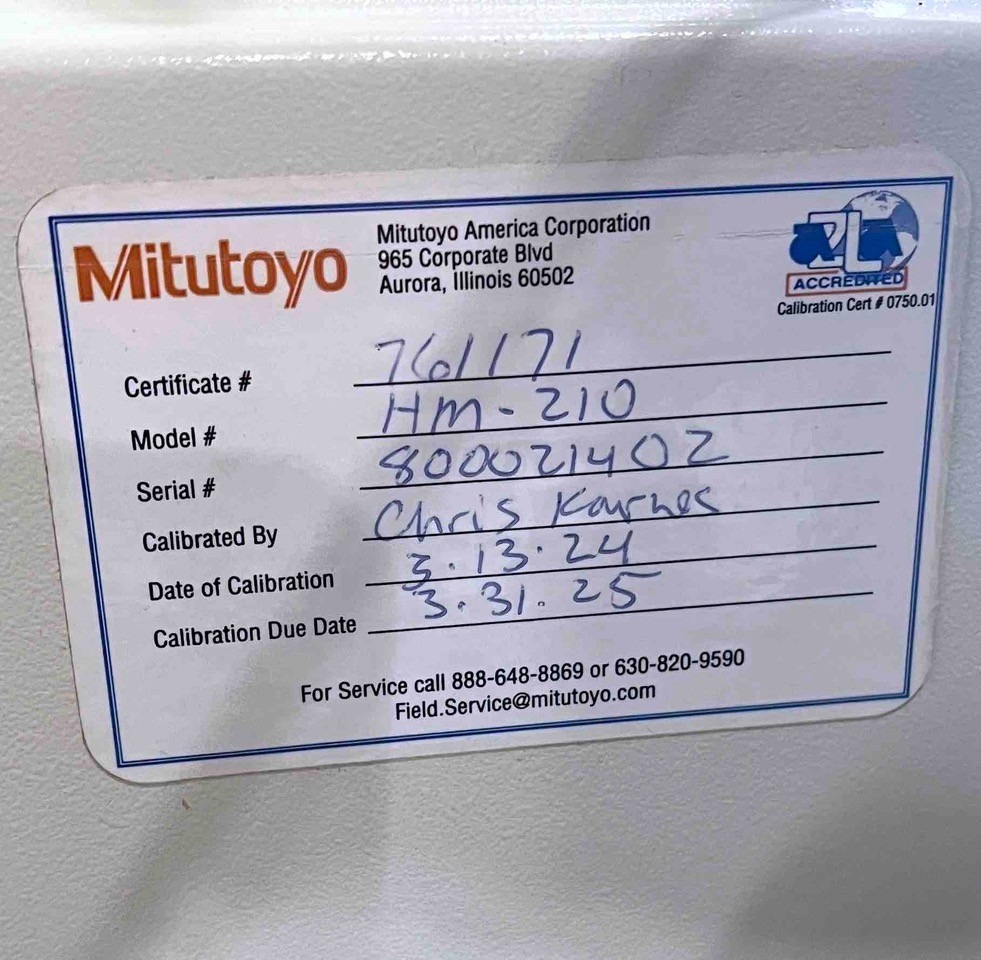 Mitutoyo
Mitutoyo America Corporation
965 Corporate Blvd
Aurora, Illinois 60502
A2LA
ACCREDITED
Calibration Cert # 0750.01
Certificate # 761171
Model # HM-210
Serial # 800021402
Calibrated By Chris Karnes
Date of Calibration 3.13.24
Calibration Due Date 3.31.25
For Service call 888-648-8869 or 630-820-9590
Field.Service@mitutoyo.com